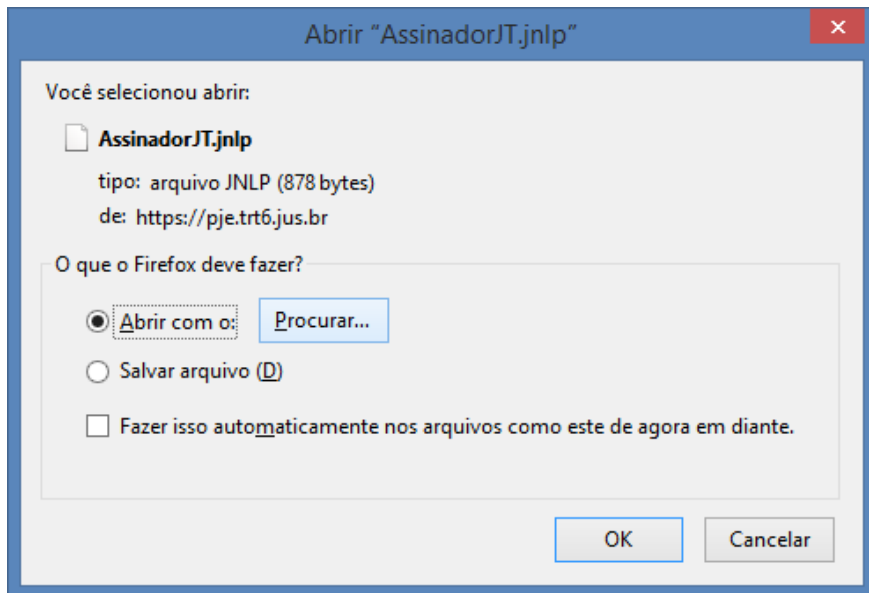 Abrir “AssinadorJT.jnlp”
Você selecionou abrir:
AssinadorJT.jnlp
tipo: arquivo JNLP (878 bytes)
de: https://pje.trt6.jus.br
O que o Firefox deve fazer?
Abrir com o: Procurar...
Salvar arquivo (D)
Fazer isso automaticamente nos arquivos como este de agora em diante.
OK Cancelar